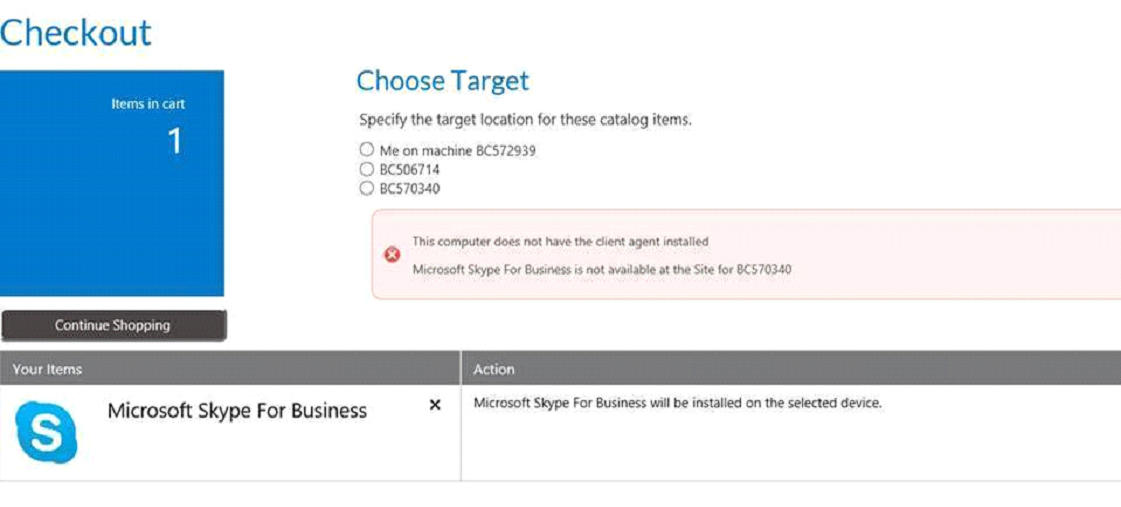 Checkout
Items in cart
1
Continue Shopping
Choose Target
Specify the target location for these catalog items.
Me on machine BC572939
BC506714
BC570340
This computer does not have the client agent installed
Microsoft Skype For Business is not available at the Site for BC570340
Your Items
Action
Microsoft Skype For Business
Microsoft Skype For Business will be installed on the selected device.